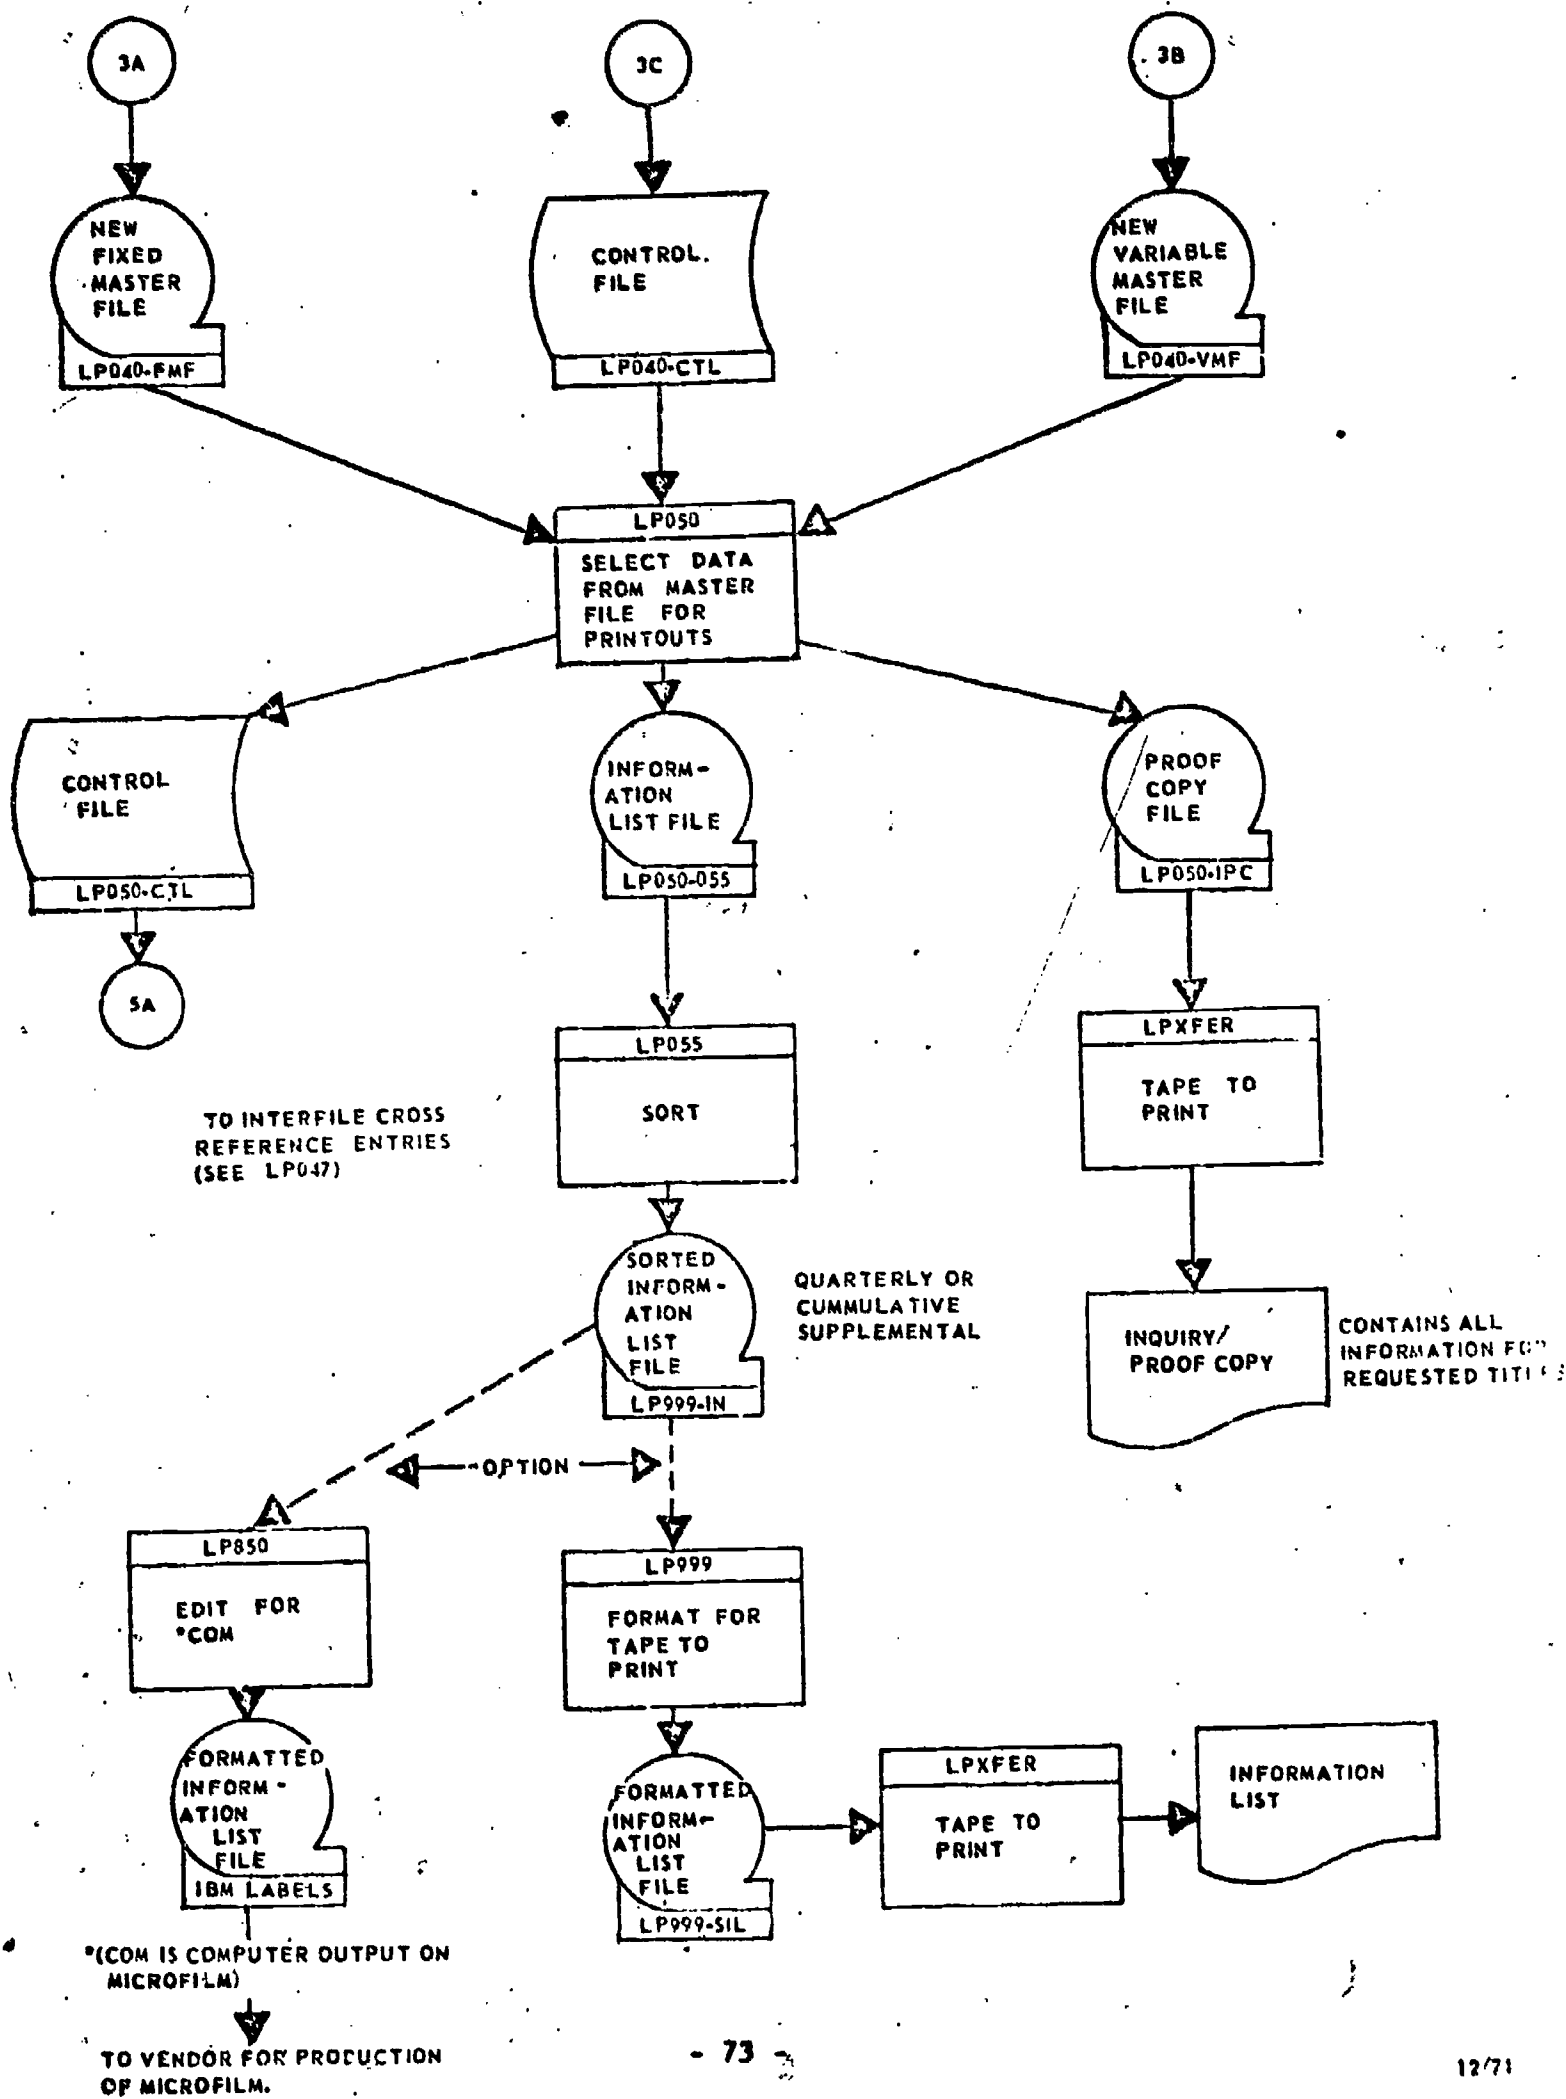 3A
3C
3B
NEW
FIXED
MASTER
FILE
LP040-FMF
CONTROL.
FILE
LP040-CTL
NEW
VARIABLE
MASTER
FILE
LP040-VMF
LP050
SELECT DATA
FROM MASTER
FILE FOR
PRINTOUTS
CONTROL
FILE
LP050-CTL
5A
INFORM-
ATION
LIST FILE
LP050-055
PROOF
COPY
FILE
LP050-IPC
LPXFER
TAPE TO
PRINT
LP055
SORT
TO INTERFILE CROSS
REFERENCE ENTRIES
(SEE LP047)
SORTED
INFORM-
ATION
LIST
FILE
LP999-IN
QUARTERLY OR
CUMMULATIVE
SUPPLEMENTAL
INQUIRY/
PROOF COPY
CONTAINS ALL
INFORMATION FOR
REQUESTED TITLES
OPTION
LP850
EDIT FOR
*COM
LP999
FORMAT FOR
TAPE TO
PRINT
FORMATTED
INFORM-
ATION
LIST
FILE
IBM LABELS
FORMATTED
INFORM-
ATION
LIST
FILE
LP999-SIL
LPXFER
TAPE TO
PRINT
INFORMATION
LIST
*(COM IS COMPUTER OUTPUT ON
MICROFILM)
TO VENDOR FOR PRODUCTION
OF MICROFILM.
- 73 -
12/71